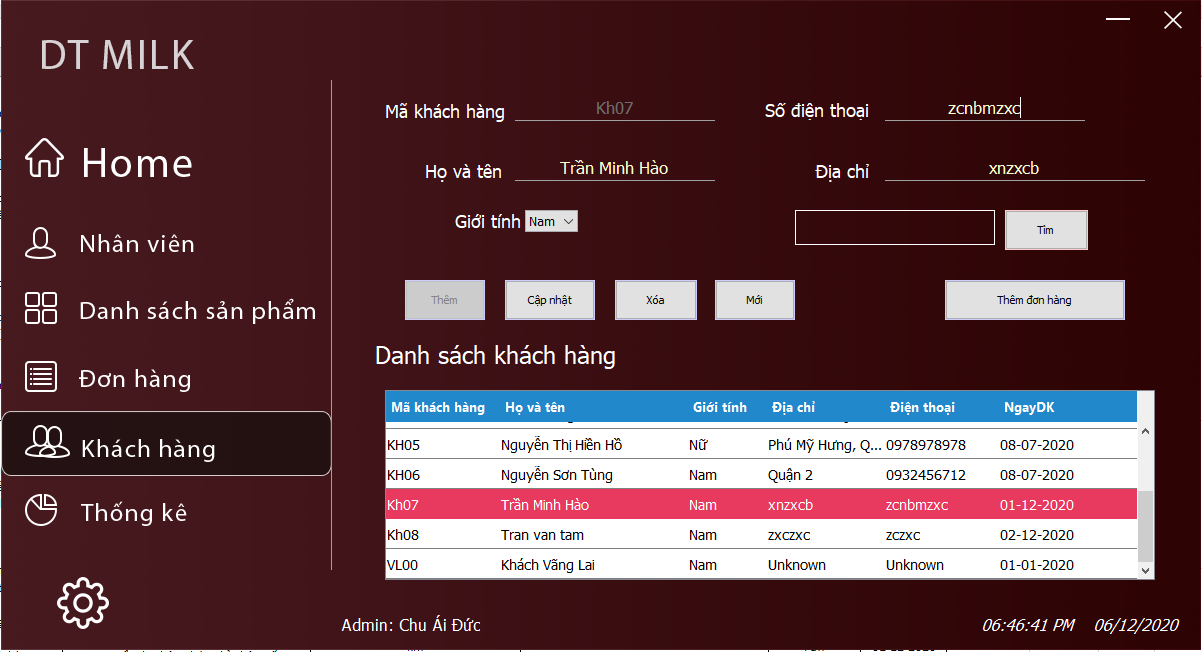 DT MILK
Home
Nhân viên
Danh sách sản phẩm
Đơn hàng
Khách hàng
Thống kê
Mã khách hàng Kh07 Số điện thoại zcnbmzxc
Họ và tên Trần Minh Hào Địa chỉ xnzxcb
Giới tính Nam Tìm
Thêm Cập nhật Xóa Mới Thêm đơn hàng
Danh sách khách hàng
Mã khách hàng Họ và tên Giới tính Địa chỉ Điện thoại NgayDK
KH05 Nguyễn Thị Hiền Hồ Nữ Phú Mỹ Hưng, Q... 0978978978 08-07-2020
KH06 Nguyễn Sơn Tùng Nam Quận 2 0932456712 08-07-2020
Kh07 Trần Minh Hào Nam xnzxcb zcnbmzxc 01-12-2020
Kh08 Tran van tam Nam zxczxc zczxc 02-12-2020
VL00 Khách Vãng Lai Nam Unknown Unknown 01-01-2020
Admin: Chu Ái Đức 06:46:41 PM 06/12/2020